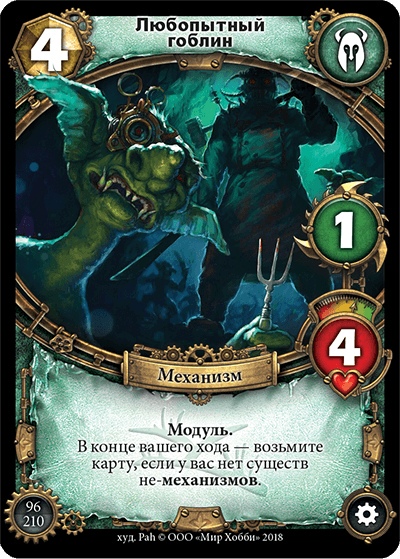 4
Любопытный
гоблин
1
4
Механизм
Модуль.
В конце вашего хода — возьмите
карту, если у вас нет существ
не-механизмов.
96
210
худ. Pah © ООО «Мир Хобби» 2018